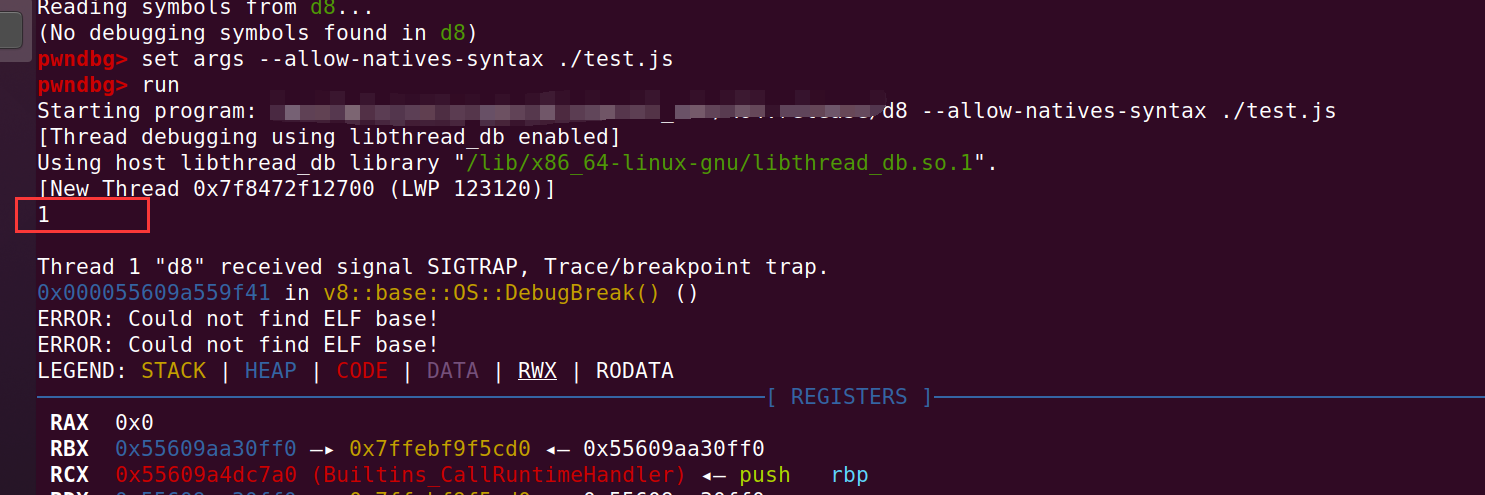 Reading symbols from d8...
(No debugging symbols found in d8)
pwndbg> set args --allow-natives-syntax ./test.js
pwndbg> run
Starting program: /d8 --allow-natives-syntax ./test.js
[Thread debugging using libthread_db enabled]
Using host libthread_db library "/lib/x86_64-linux-gnu/libthread_db.so.1".
[New Thread 0x7f8472f12700 (LWP 123120)]
1
Thread 1 "d8" received signal SIGTRAP, Trace/breakpoint trap.
0x000055609a559f41 in v8::base::OS::DebugBreak() ()
ERROR: Could not find ELF base!
ERROR: Could not find ELF base!
LEGEND: STACK | HEAP | CODE | DATA | RWX | RODATA
[ REGISTERS ]
RAX 0x0
RBX 0x55609aa30ff0 —▸ 0x7ffebf9f5cd0 ◂— 0x55609aa30ff0
RCX 0x55609a4dc7a0 (Builtins_CallRuntimeHandler) ◂— push rbp